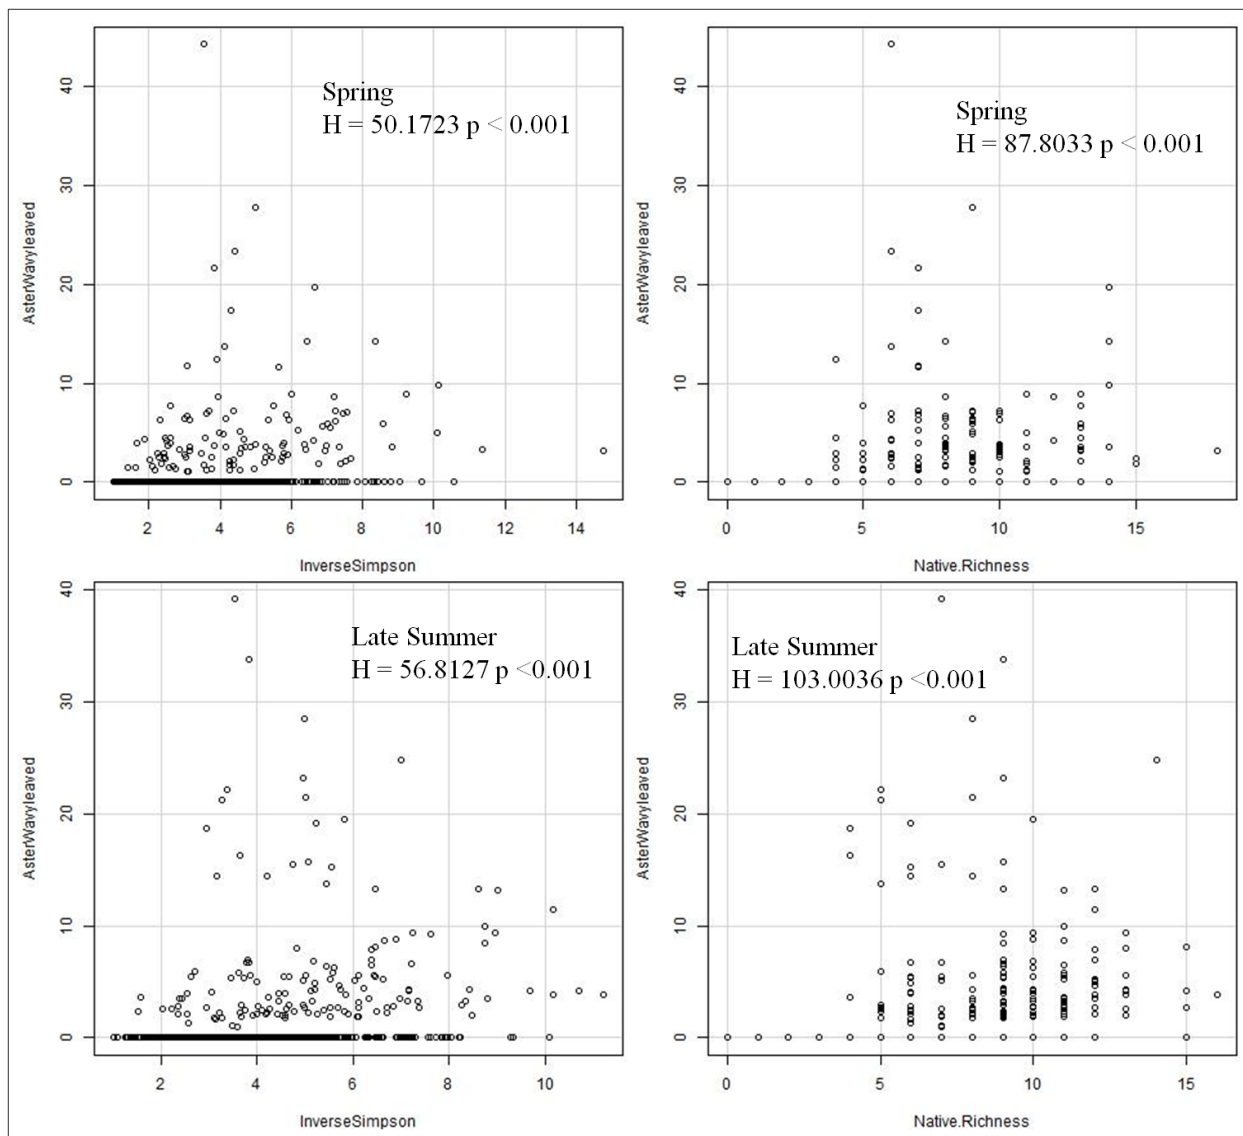 Spring
H = 50.1723 p < 0.001
AsterWavyleaved
0
10
20
30
40
2 4 6 8 10 12 14
InverseSimpson
Spring
H = 87.8033 p < 0.001
AsterWavyleaved
0
10
20
30
40
0 5 10 15
Native.Richness
Late Summer
H = 56.8127 p <0.001
AsterWavyleaved
0
10
20
30
40
2 4 6 8 10
InverseSimpson
Late Summer
H = 103.0036 p <0.001
AsterWavyleaved
0
10
20
30
40
0 5 10 15
Native.Richness